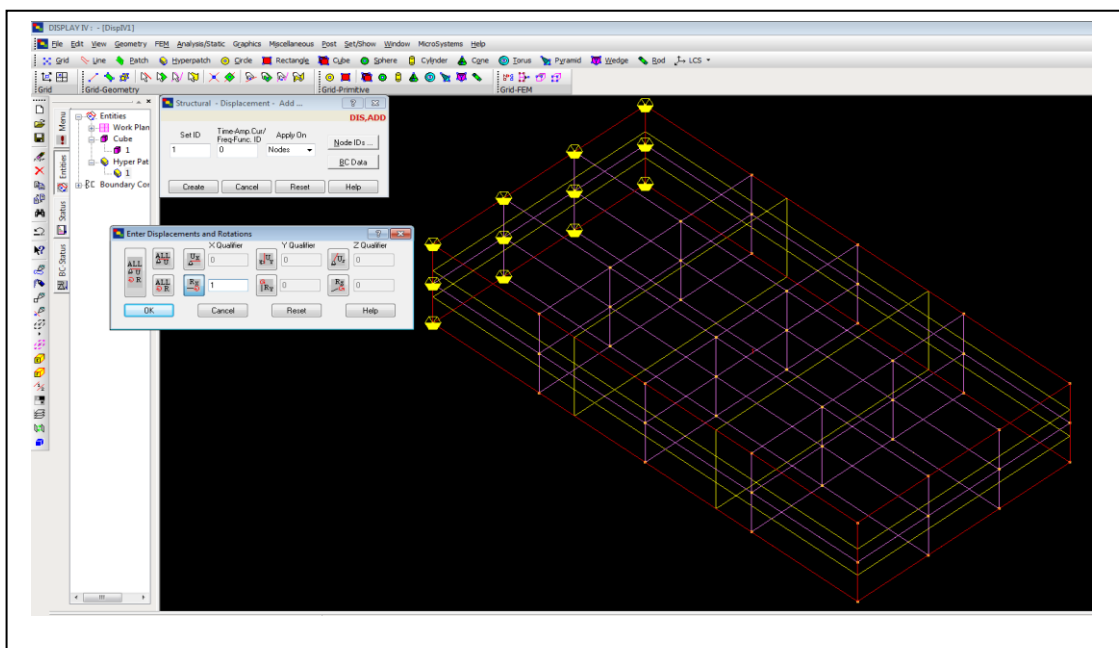 DISPLAY IV : - [DisplV1]
File Edit View Geometry FEM Analysis/Static Graphics Miscellaneous Post Set/Show Window MicroSystems Help
Grid Line Patch Hyperpatch Circle Rectangle Cube Sphere Cylinder Cone Torus Pyramid Wedge Rod LCS
Grid Grid-Geometry Grid-Primitive Grid-FEM
Menu
Entities
Status
BC-Status
Entities
Work Plan
Cube
1
Hyper Pat
1
BC Boundary Cor
Structural - Displacement - Add ...
DIS,ADD
Set ID Time-Amp.Cur/ Freq-Func. ID Apply On
1 0 Nodes
Node IDs ...
BC Data
Create Cancel Reset Help
Enter Displacements and Rotations
X Qualifier Y Qualifier Z Qualifier
0 0 0
1 0 0
OK Cancel Reset Help